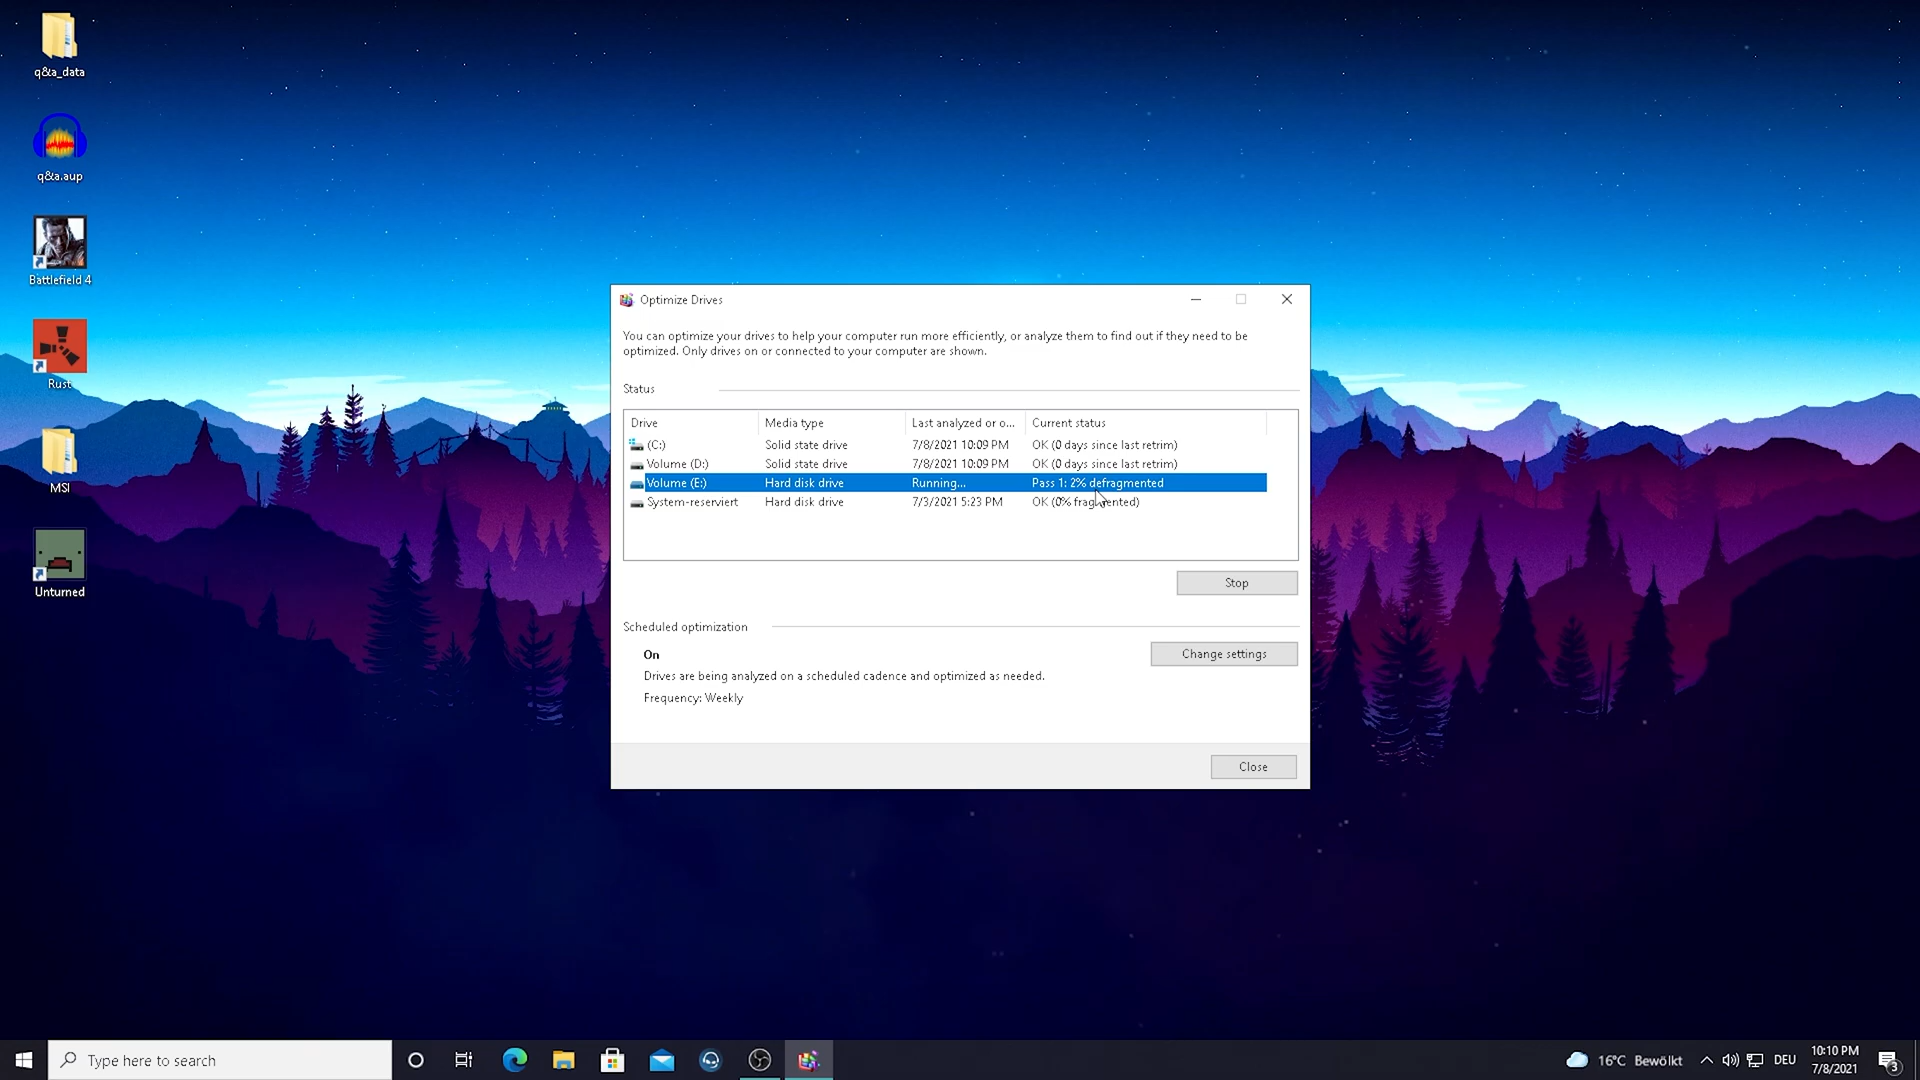 q&a_data
q&a.aup
Battlefield 4
Rust
MSI
Unturned
Optimize Drives
You can optimize your drives to help your computer run more efficiently, or analyze them to find out if they need to be
optimized. Only drives on or connected to your computer are shown.
Status
Drive Media type Last analyzed or o... Current status
(C:) Solid state drive 7/8/2021 10:09 PM OK (0 days since last retrim)
Volume (D:) Solid state drive 7/8/2021 10:09 PM OK (0 days since last retrim)
Volume (E:) Hard disk drive Running... Pass 1: 2% defragmented
System-reserviert Hard disk drive 7/3/2021 5:23 PM OK (0% fragmented)
Stop
Scheduled optimization
On
Change settings
Drives are being analyzed on a scheduled cadence and optimized as needed.
Frequency: Weekly
Close
Type here to search
16°C Bewölkt
DEU
10:10 PM
7/8/2021
3